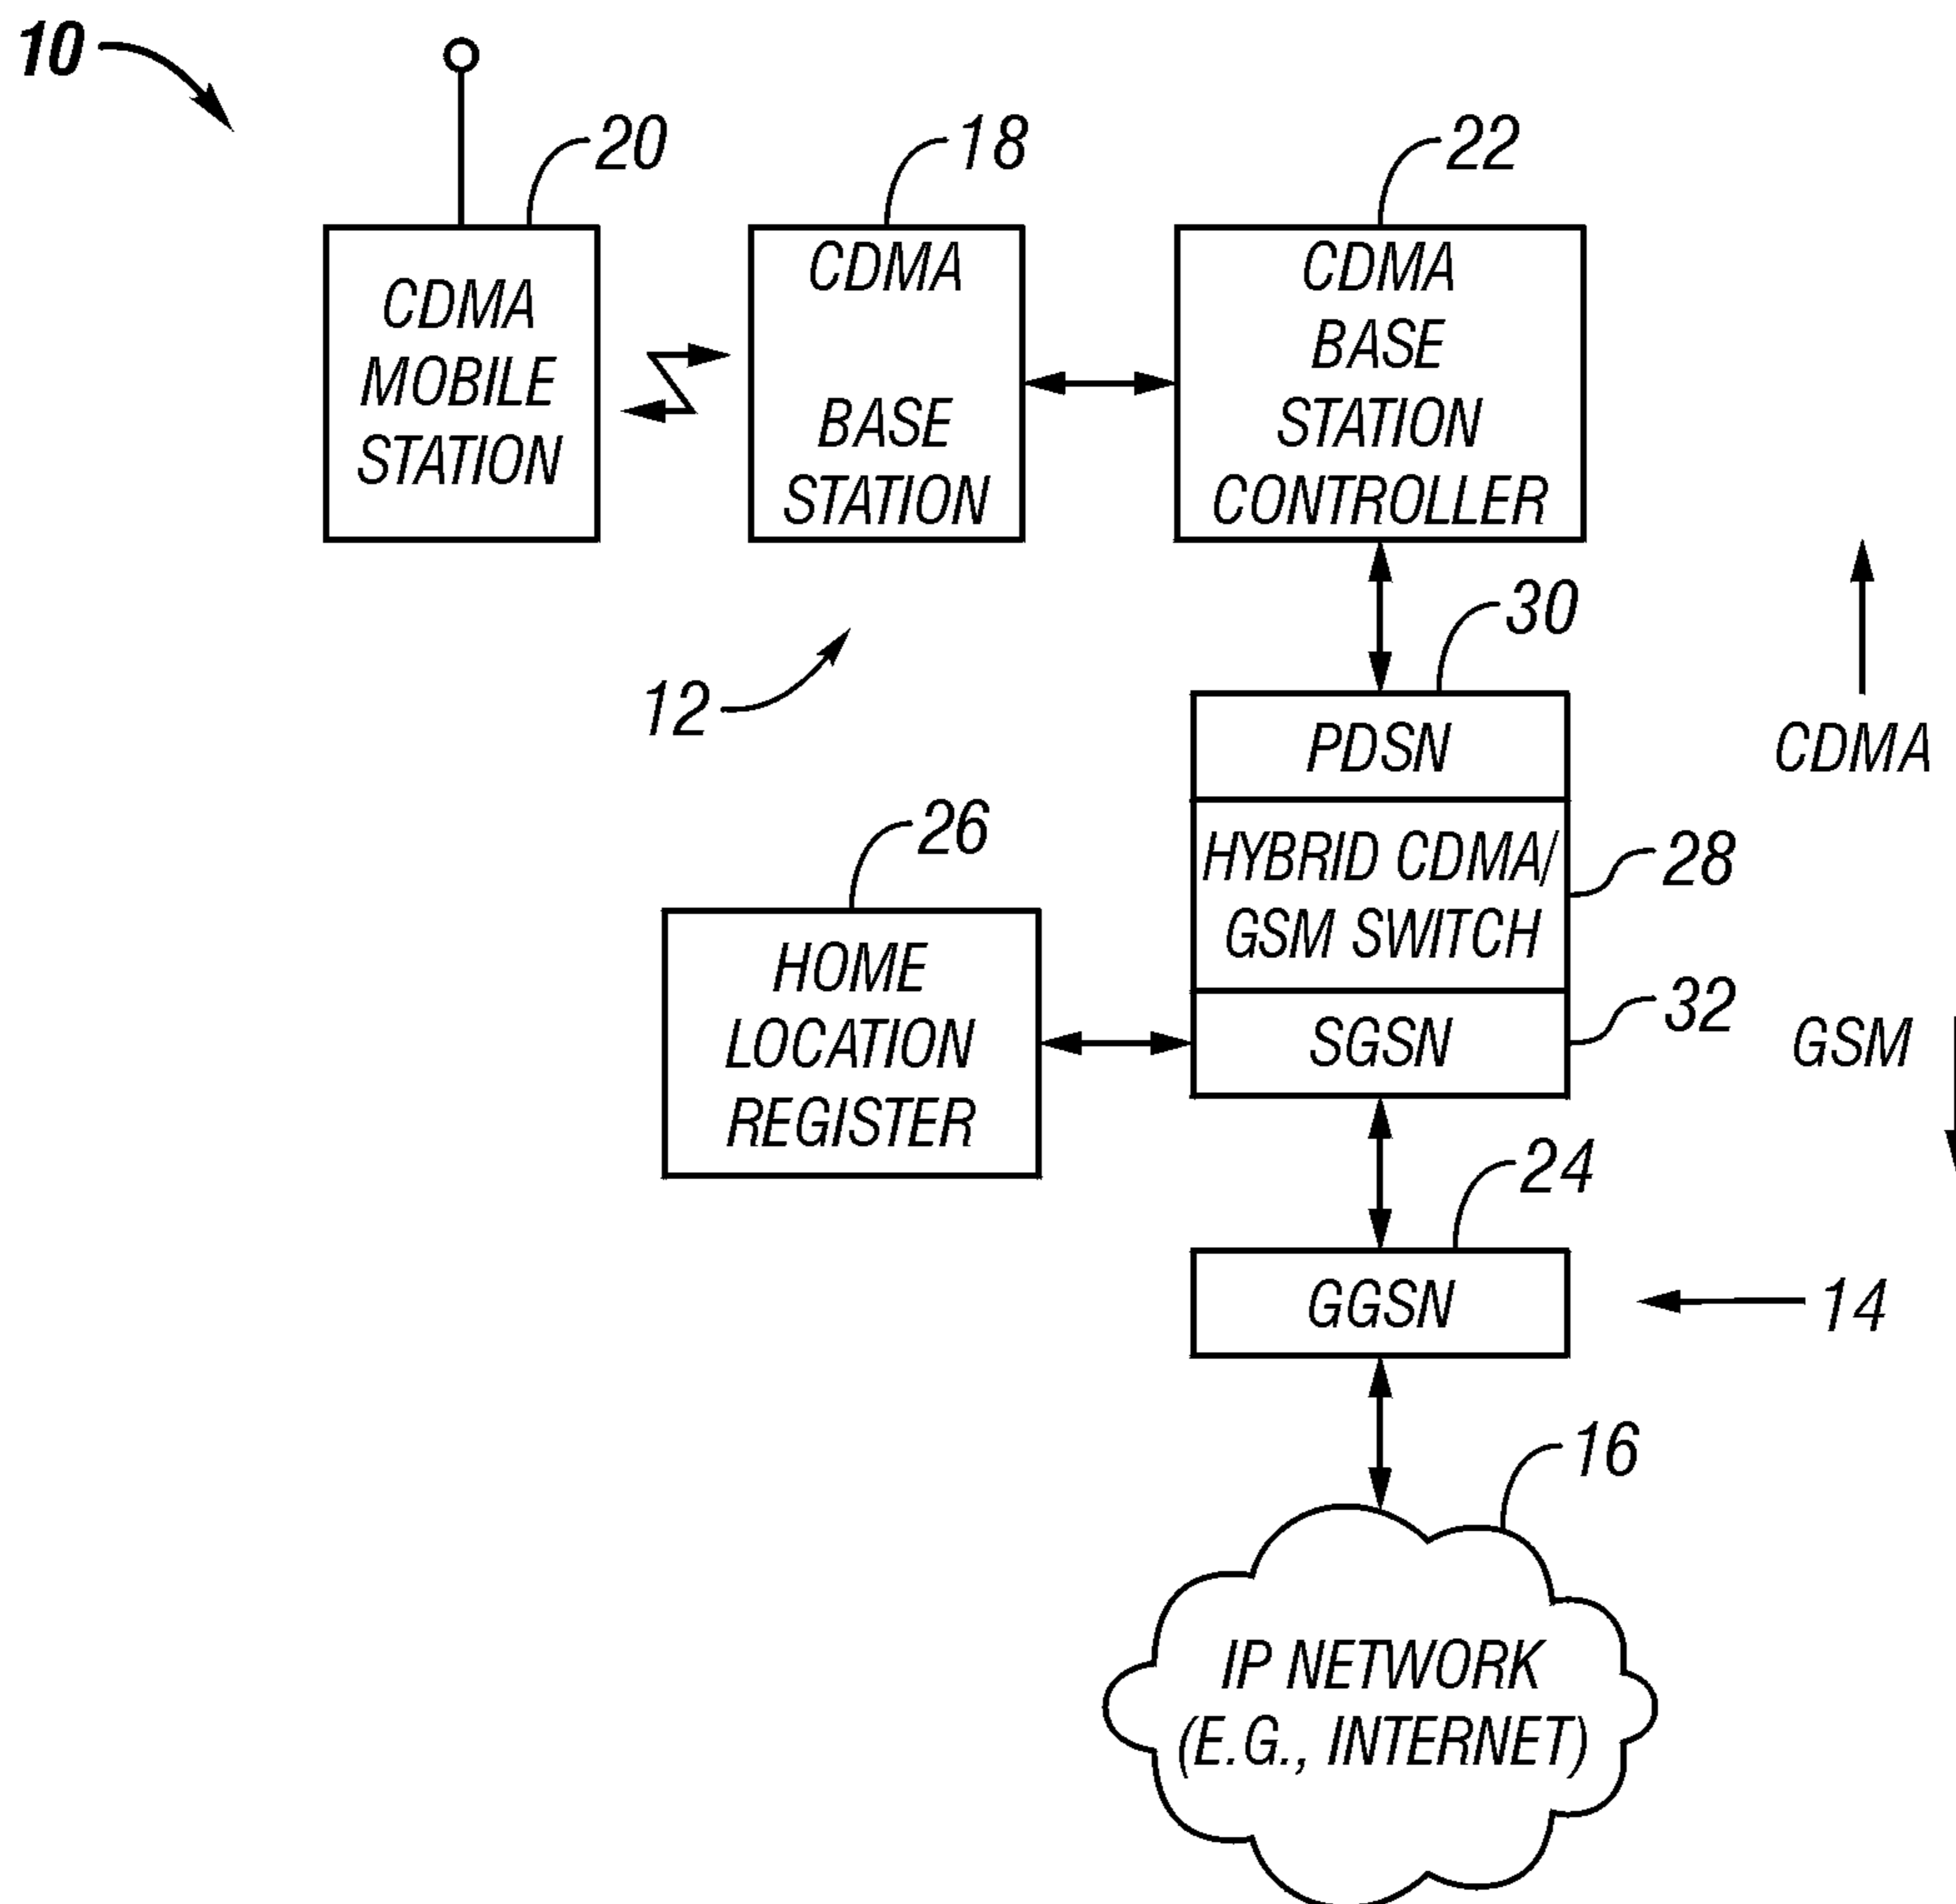 10
20
18
22
CDMA
MOBILE
STATION
CDMA
BASE
STATION
CDMA
BASE
STATION
CONTROLLER
30
12
PDSN
CDMA
26
HYBRID CDMA/
GSM SWITCH
28
HOME
LOCATION
REGISTER
SGSN
32
GSM
24
GGSN
14
16
IP NETWORK
(E.G., INTERNET)